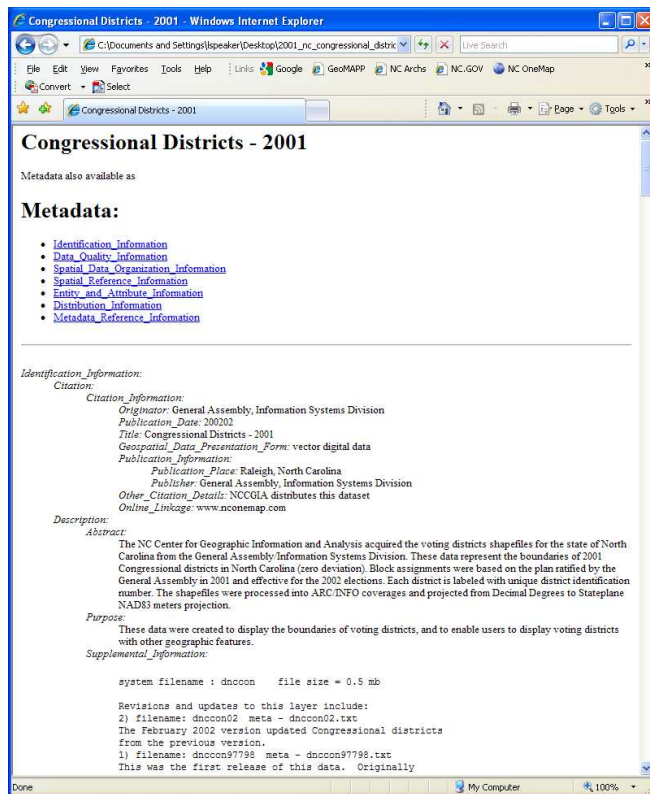 Congressional Districts - 2001 - Windows Internet Explorer
C:\Documents and Settings\lspeaker\Desktop\2001_nc_congressional_distric
Live Search
File Edit View Favorites Tools Help Links Google GeoMAPP NC Archs NC.GOV NC OneMap »
Convert Select
Congressional Districts - 2001
Page Tools »
Congressional Districts - 2001
Metadata also available as
Metadata:
• Identification_Information
• Data_Quality_Information
• Spatial_Data_Organization_Information
• Spatial_Reference_Information
• Entity_and_Attribute_Information
• Distribution_Information
• Metadata_Reference_Information
Identification_Information:
Citation:
Citation_Information:
Originator: General Assembly, Information Systems Division
Publication_Date: 200202
Title: Congressional Districts - 2001
Geospatial_Data_Presentation_Form: vector digital data
Publication_Information:
Publication_Place: Raleigh, North Carolina
Publisher: General Assembly, Information Systems Division
Other_Citation_Details: NCCGIA distributes this dataset
Online_Linkage: www.nconemap.com
Description:
Abstract:
The NC Center for Geographic Information and Analysis acquired the voting districts shapefiles for the state of North
Carolina from the General Assembly/Information Systems Division. These data represent the boundaries of 2001
Congressional districts in North Carolina (zero deviation). Block assignments were based on the plan ratified by the
General Assembly in 2001 and effective for the 2002 elections. Each district is labeled with unique district identification
number. The shapefiles were processed into ARC/INFO coverages and projected from Decimal Degrees to Stateplane
NAD83 meters projection.
Purpose:
These data were created to display the boundaries of voting districts, and to enable users to display voting districts
with other geographic features.
Supplemental_Information:
system filename : dnccon file size = 0.5 mb
Revisions and updates to this layer include:
2) filename: dnccon02 meta - dnccon02.txt
The February 2002 version updated Congressional districts
from the previous version.
1) filename: dnccon97798 meta - dnccon97798.txt
This was the first release of this data. Originally
Done My Computer 100%